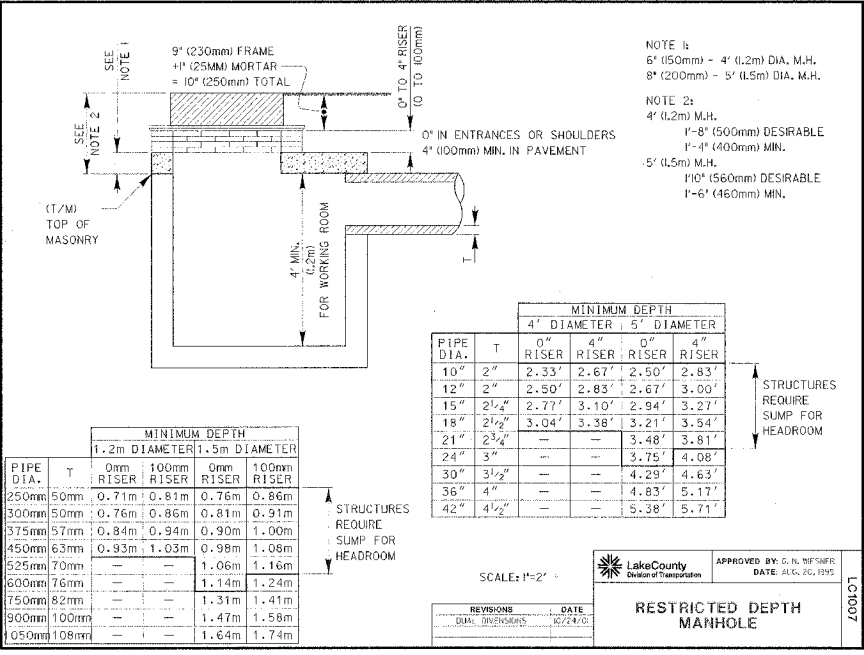 SEE
NOTE 1
9" (230mm) FRAME
+1" (25MM) MORTAR
= 10" (250mm) TOTAL
0" TO 4" RISER
(0 TO 100mm)
SEE
NOTE 2
0" IN ENTRANCES OR SHOULDERS
4" (100mm) MIN. IN PAVEMENT
(T/M)
TOP OF
MASONRY
4' MIN.
(1.2m)
FOR WORKING ROOM
T
NOTE 1:
6" (150mm) - 4' (1.2m) DIA. M.H.
8" (200mm) - 5' (1.5m) DIA. M.H.
NOTE 2:
4' (1.2m) M.H.
1'-8" (500mm) DESIRABLE
1'-4" (400mm) MIN.
5' (1.5m) M.H.
1'10" (560mm) DESIRABLE
1'-6" (460mm) MIN.
MINIMUM DEPTH
4' DIAMETER 5' DIAMETER
PIPE DIA. T 0" RISER 4" RISER 0" RISER 4" RISER
10" 2" 2.33' 2.67' 2.50' 2.83'
12" 2" 2.50' 2.83' 2.67' 3.00'
15" 2 1/4" 2.77' 3.10' 2.94' 3.27'
18" 2 1/2" 3.04' 3.38' 3.21' 3.54'
21" 2 3/4" — — 3.48' 3.81'
24" 3" — — 3.75' 4.08'
30" 3 1/2" — — 4.29' 4.63'
36" 4" — — 4.83' 5.17'
42" 4 1/2" — — 5.38' 5.71'
STRUCTURES
REQUIRE
SUMP FOR
HEADROOM
MINIMUM DEPTH
1.2m DIAMETER 1.5m DIAMETER
PIPE DIA. T 0mm RISER 100mm RISER 0mm RISER 100mm RISER
250mm 50mm 0.71m 0.81m 0.76m 0.86m
300mm 50mm 0.76m 0.86m 0.81m 0.91m
375mm 57mm 0.84m 0.94m 0.90m 1.00m
450mm 63mm 0.93m 1.03m 0.98m 1.08m
525mm 70mm — — 1.06m 1.16m
600mm 76mm — — 1.14m 1.24m
750mm 82mm — — 1.31m 1.41m
900mm 100mm — — 1.47m 1.58m
1050mm 108mm — — 1.64m 1.74m
STRUCTURES
REQUIRE
SUMP FOR
HEADROOM
SCALE: 1"=2'
REVISIONS DATE
DUAL DIMENSIONS 10/24/01
LakeCounty
Division of Transportation
APPROVED BY: G. N. WESNER
DATE: AUG. 20, 1995
RESTRICTED DEPTH
MANHOLE
LC1007